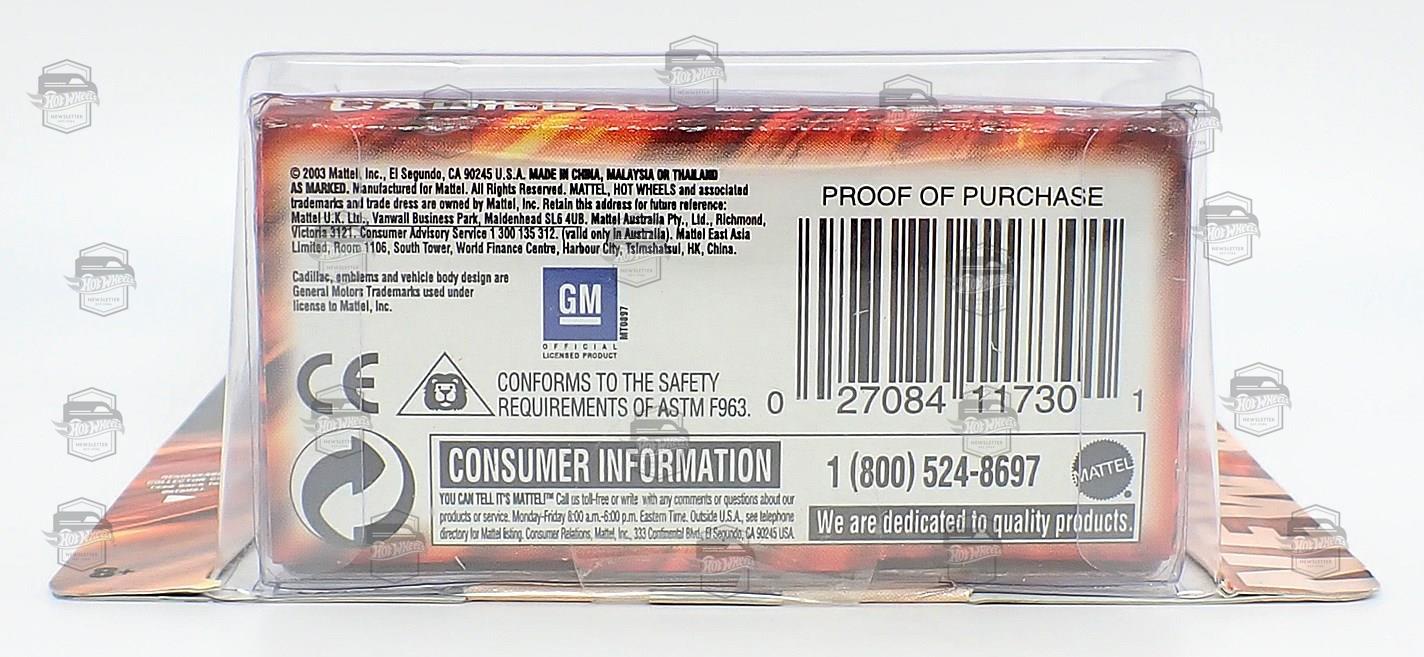 CADILLAC
© 2003 Mattel, Inc., El Segundo, CA 90245 U.S.A. MADE IN CHINA, MALAYSIA OR THAILAND
AS MARKED. Manufactured for Mattel. All Rights Reserved. MATTEL, HOT WHEELS and associated
trademarks and trade dress are owned by Mattel, Inc. Retain this address for future reference:
Mattel U.K. Ltd., Vanwall Business Park, Maidenhead SL6 4UB. Mattel Australia Pty., Ltd., Richmond,
Victoria 3121. Consumer Advisory Service 1 300 135 312. (valid only in Australia). Mattel East Asia
Limited, Room 1106, South Tower, World Finance Centre, Harbour City, Tsimshatsui, HK, China.
Cadillac, emblems and vehicle body design are
General Motors Trademarks used under
license to Mattel, Inc.
GM
OFFICIAL
LICENSED PRODUCT
MT0897
PROOF OF PURCHASE
0 27084 11730 1
CE
CONFORMS TO THE SAFETY
REQUIREMENTS OF ASTM F963.
CONSUMER INFORMATION
YOU CAN TELL IT'S MATTEL!™ Call us toll-free or write with any comments or questions about our
products or service. Monday-Friday 8:00 a.m.-6:00 p.m. Eastern Time. Outside U.S.A., see telephone
directory for Mattel listing. Consumer Relations, Mattel, Inc., 333 Continental Blvd., El Segundo, CA 90245 USA.
1 (800) 524-8697
MATTEL
We are dedicated to quality products.
8+
HOT WHEELS
NEWSLETTER